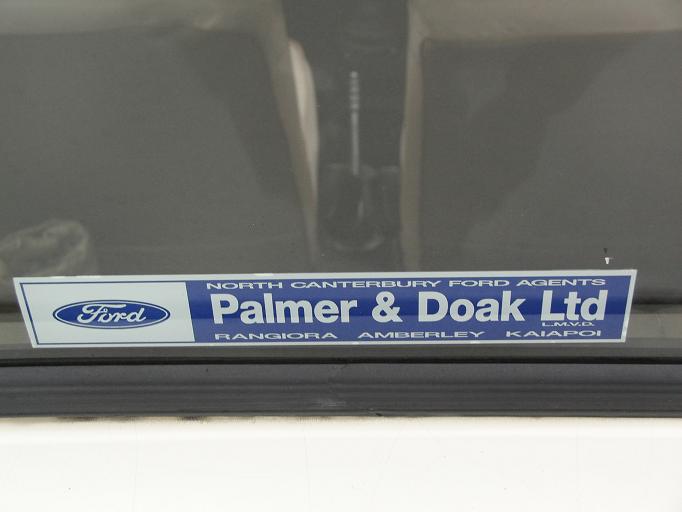 Ford
NORTH CANTERBURY FORD AGENTS
Palmer & Doak Ltd
L.M.V.D.
RANGIORA AMBERLEY KAIAPOI